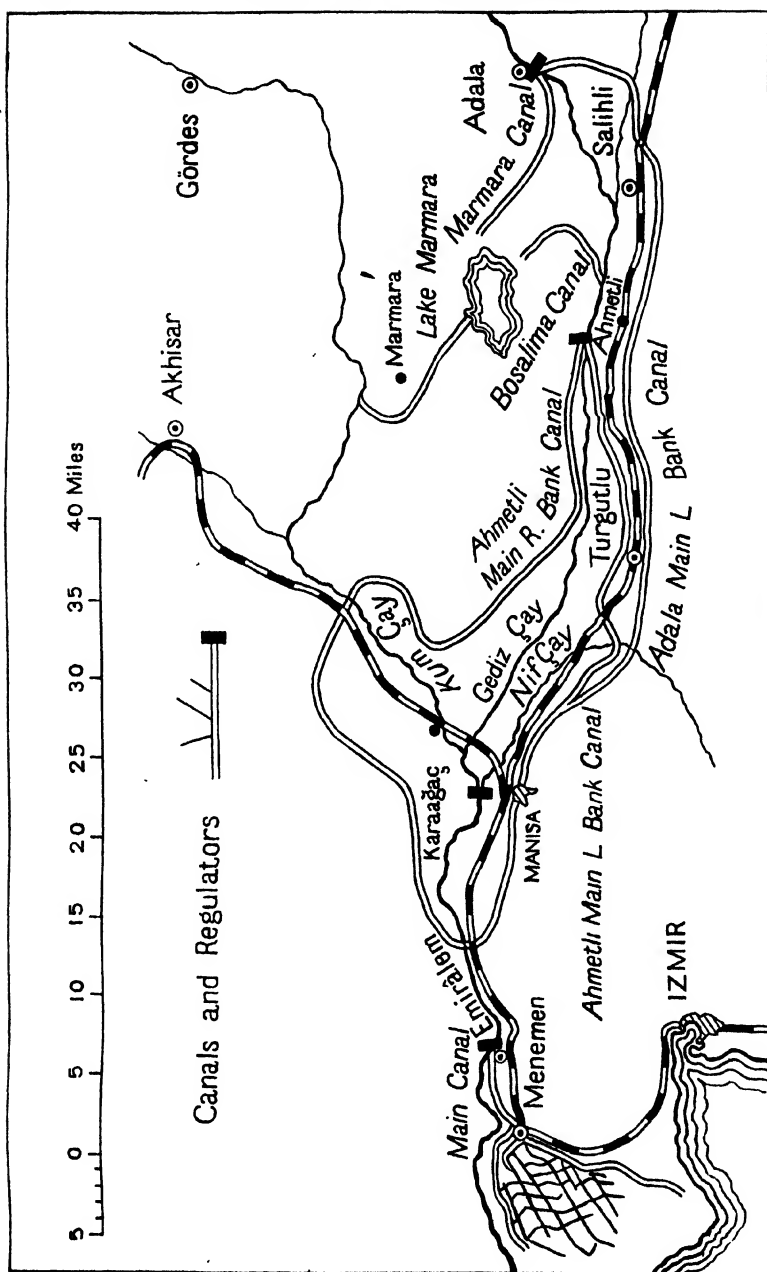 5 0 5 10 15 20 25 30 35 40 Miles
Canals and Regulators
Gördes
Akhisar
Adala
Marmara
Lake Marmara
Marmara Canal
Salihli
Bosalima Canal
Ahmetli
Ahmetli
Main R. Bank Canal
Kum Çay
Gediz Çay
Nif Çay
Turgutlu
Adala Main L Bank Canal
Karaağaç
MANISA
Ahmetli Main L Bank Canal
Emirâlem
Main Canal
Menemen
IZMIR